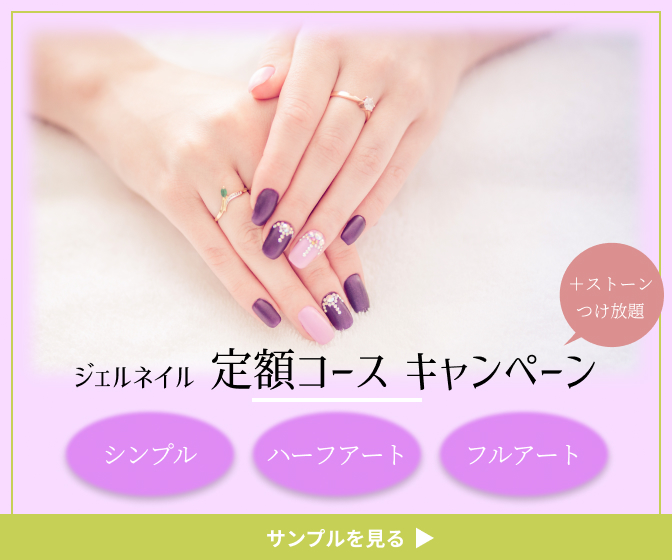 ＋ストーン
つけ放題
ジェルネイル 定額コース キャンペーン
シンプル
ハーフアート
フルアート
サンプルを見る ▶